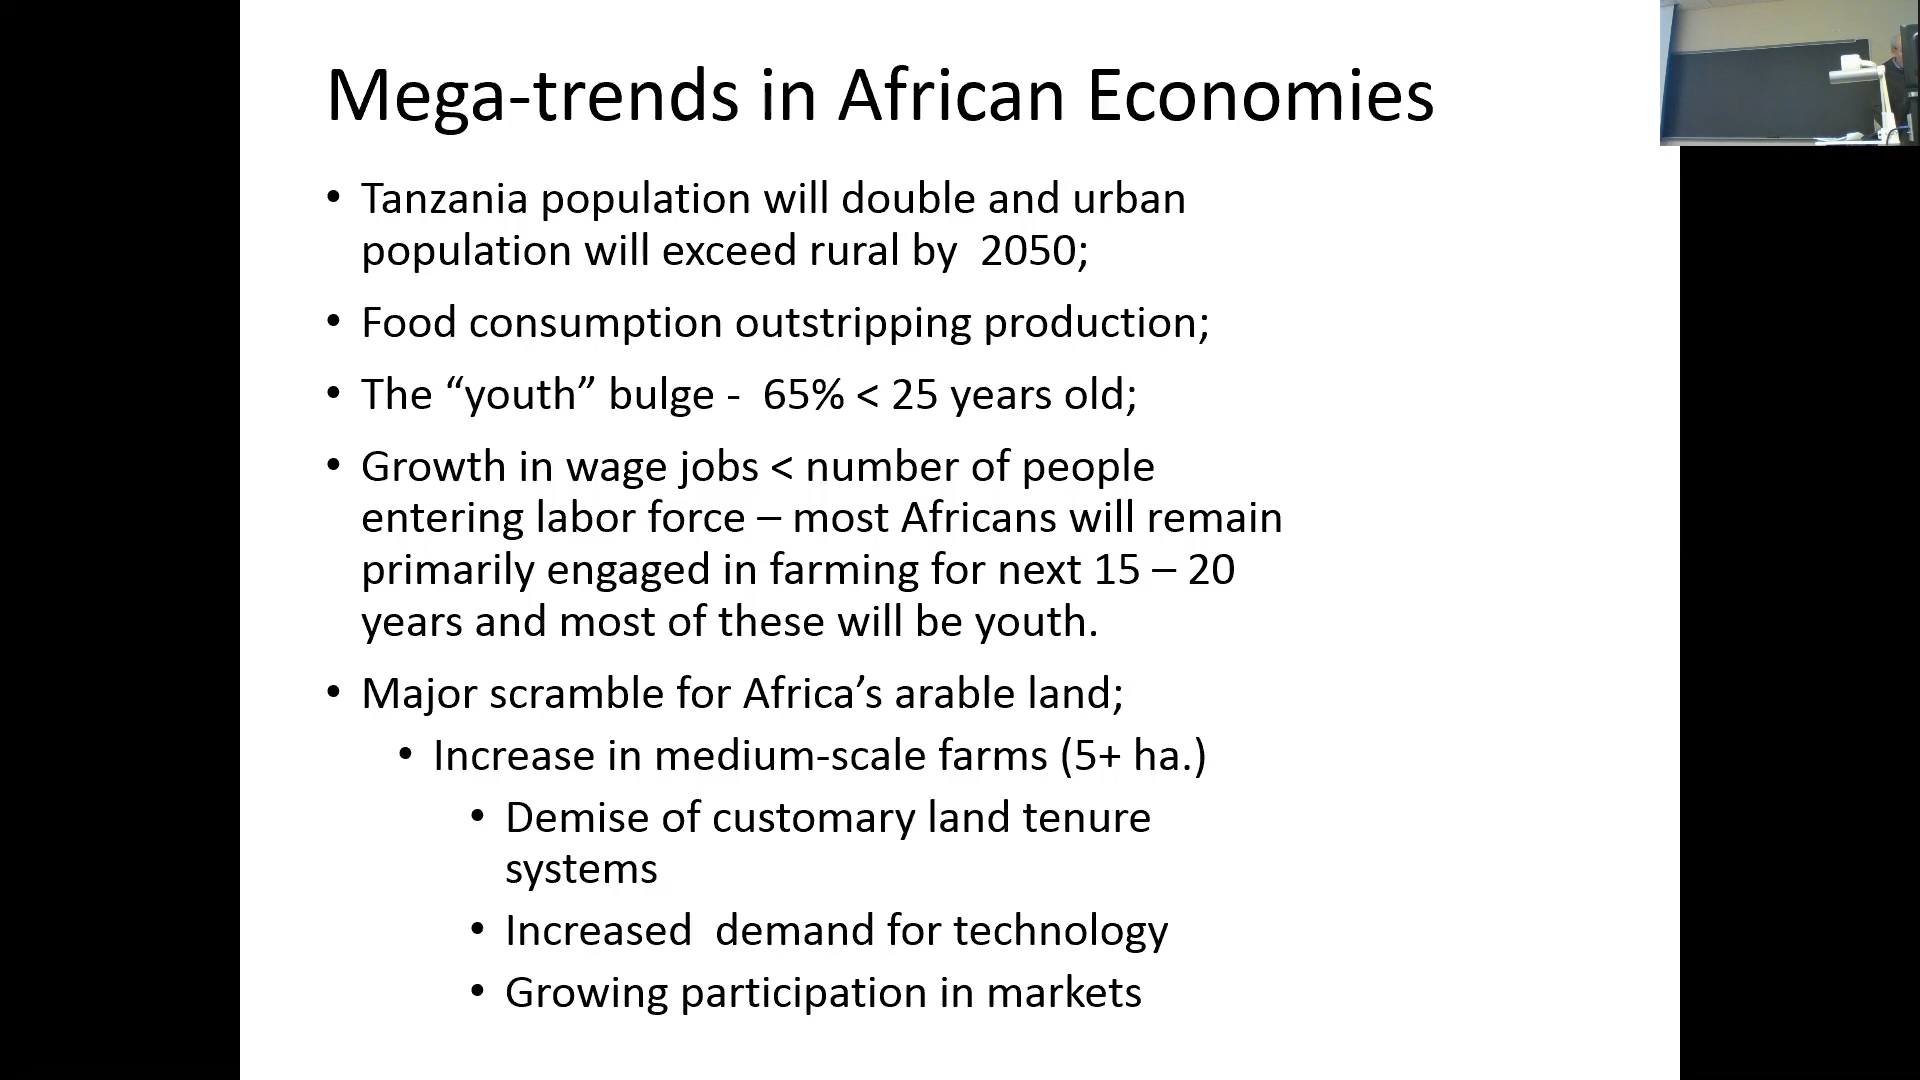 Mega-trends in African Economies
• Tanzania population will double and urban
population will exceed rural by  2050;
• Food consumption outstripping production;
• The “youth” bulge -  65% < 25 years old;
• Growth in wage jobs < number of people
entering labor force – most Africans will remain
primarily engaged in farming for next 15 – 20
years and most of these will be youth.
• Major scramble for Africa’s arable land;
• Increase in medium-scale farms (5+ ha.)
• Demise of customary land tenure
systems
• Increased  demand for technology
• Growing participation in markets